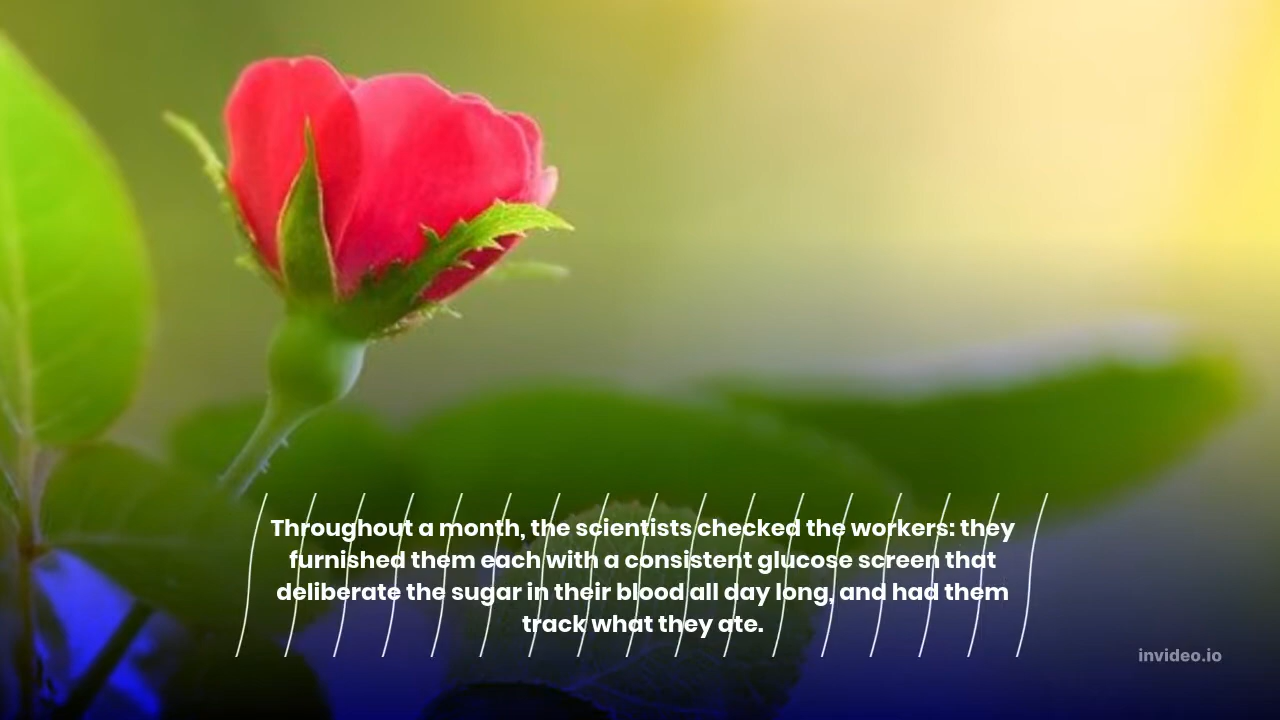 Throughout a month, the scientists checked the workers: they
furnished them each with a consistent glucose screen that
deliberate the sugar in their blood all day long, and had them
track what they ate.
invideo.io